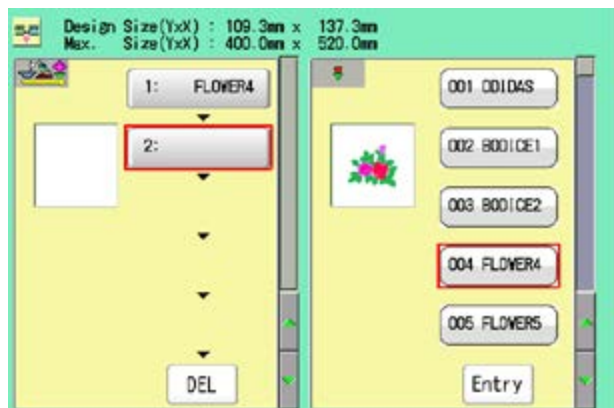 Design Size(YxX) : 109.3mm x 137.3mm
Max. Size(YxX) : 400.0mm x 520.0mm
1: FLOWER4
2:
DEL
001 ODIDAS
002 BODICE1
003 BODICE2
004 FLOWER4
005 FLOWER5
Entry